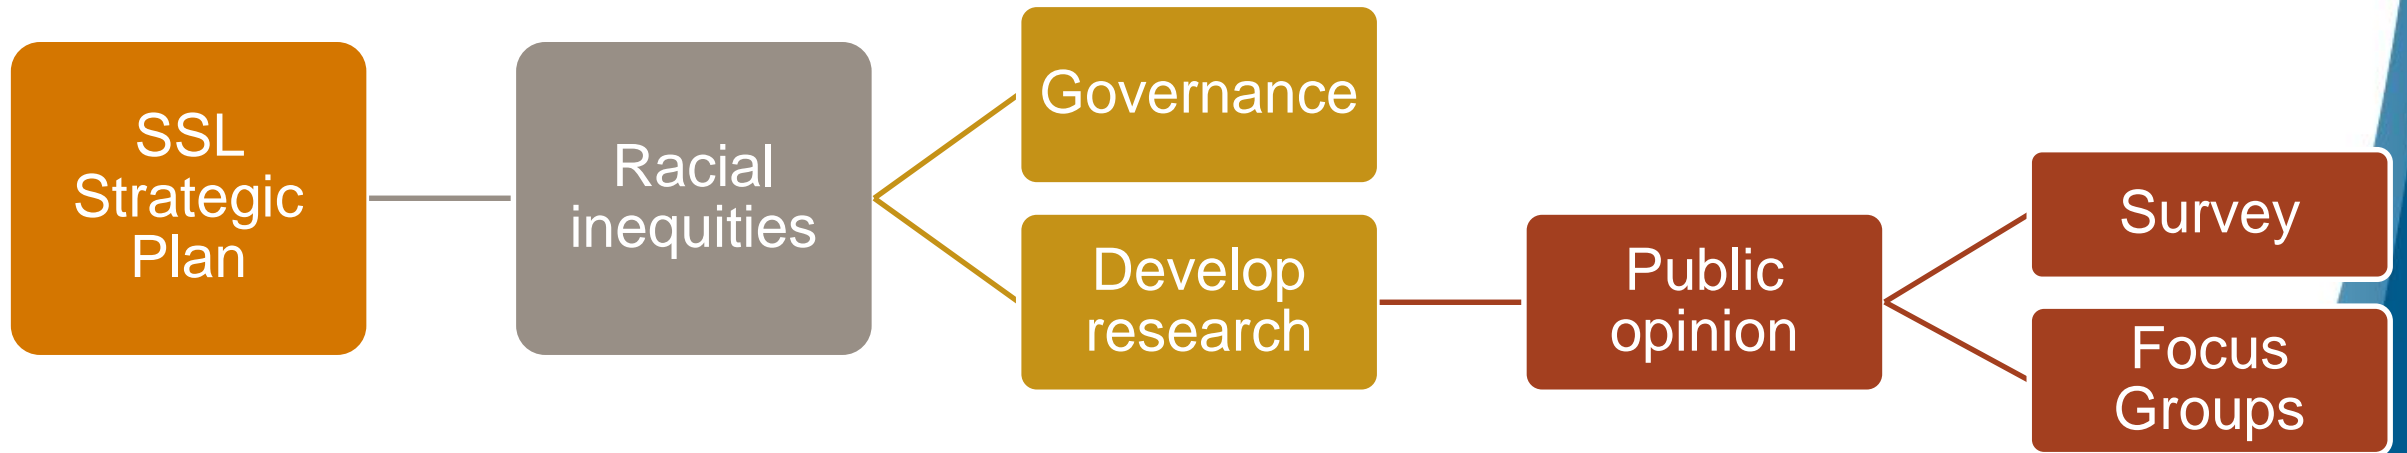 SSL
Strategic
Plan
Racial
inequities
Governance
Develop
research
Public
opinion
Survey
Focus
Groups